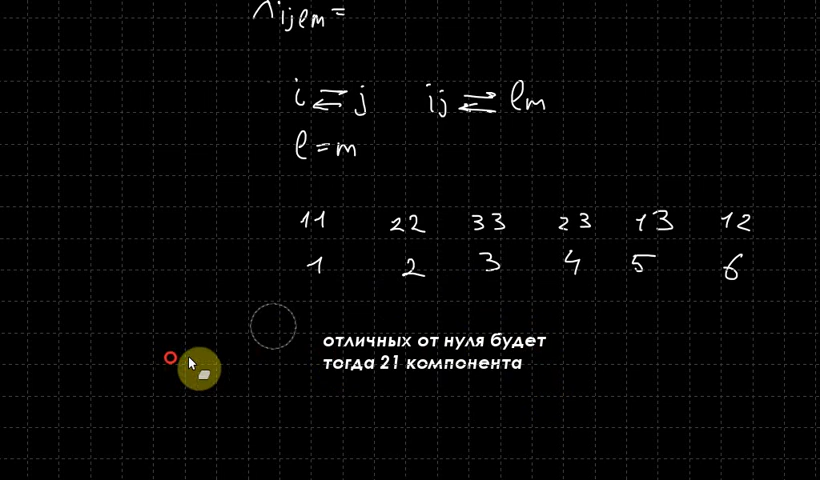 λijem=
i ⇄ j ij ⇄ lm
l = m
11 22 33 23 13 12
1 2 3 4 5 6
отличных от нуля будет
тогда 21 компонента